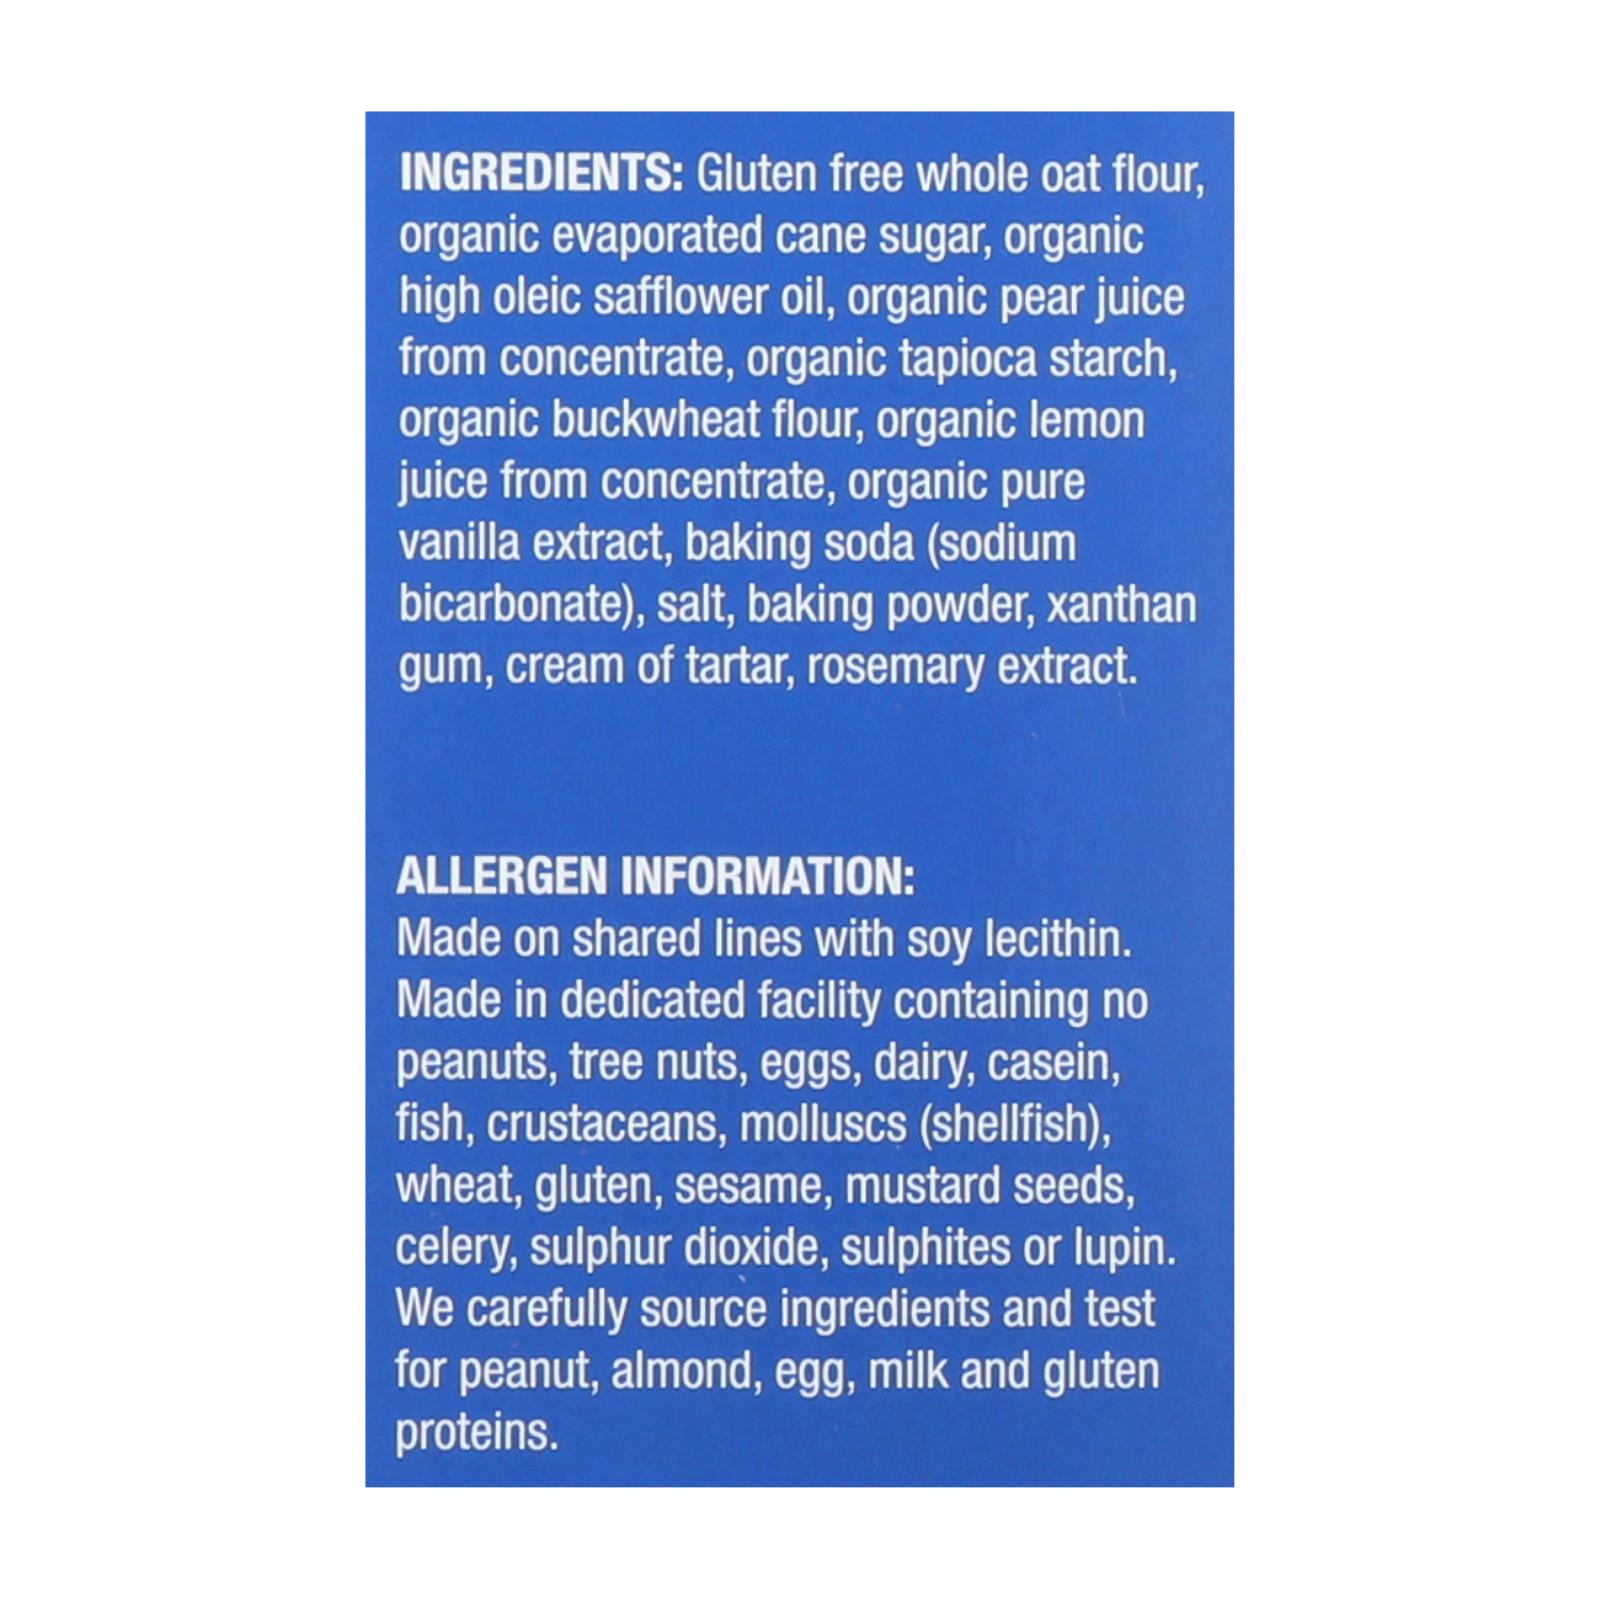 INGREDIENTS: Gluten free whole oat flour,
organic evaporated cane sugar, organic
high oleic safflower oil, organic pear juice
from concentrate, organic tapioca starch,
organic buckwheat flour, organic lemon
juice from concentrate, organic pure
vanilla extract, baking soda (sodium
bicarbonate), salt, baking powder, xanthan
gum, cream of tartar, rosemary extract.
ALLERGEN INFORMATION:
Made on shared lines with soy lecithin.
Made in dedicated facility containing no
peanuts, tree nuts, eggs, dairy, casein,
fish, crustaceans, molluscs (shellfish),
wheat, gluten, sesame, mustard seeds,
celery, sulphur dioxide, sulphites or lupin.
We carefully source ingredients and test
for peanut, almond, egg, milk and gluten
proteins.